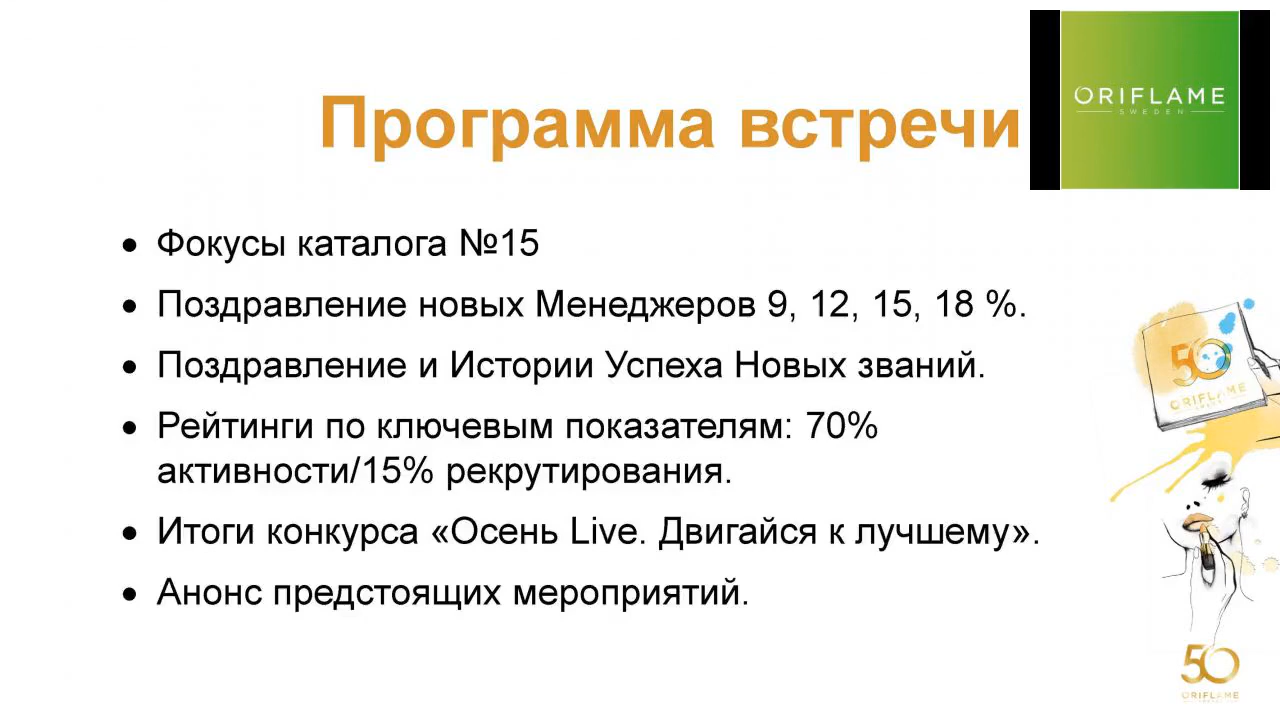 ORIFLAME
SWEDEN
Программа встречи
• Фокусы каталога №15
• Поздравление новых Менеджеров 9, 12, 15, 18 %.
• Поздравление и Истории Успеха Новых званий.
• Рейтинги по ключевым показателям: 70%
активности/15% рекрутирования.
• Итоги конкурса «Осень Live. Двигайся к лучшему».
• Анонс предстоящих мероприятий.
50
ORIFLAME
50
ORIFLAME